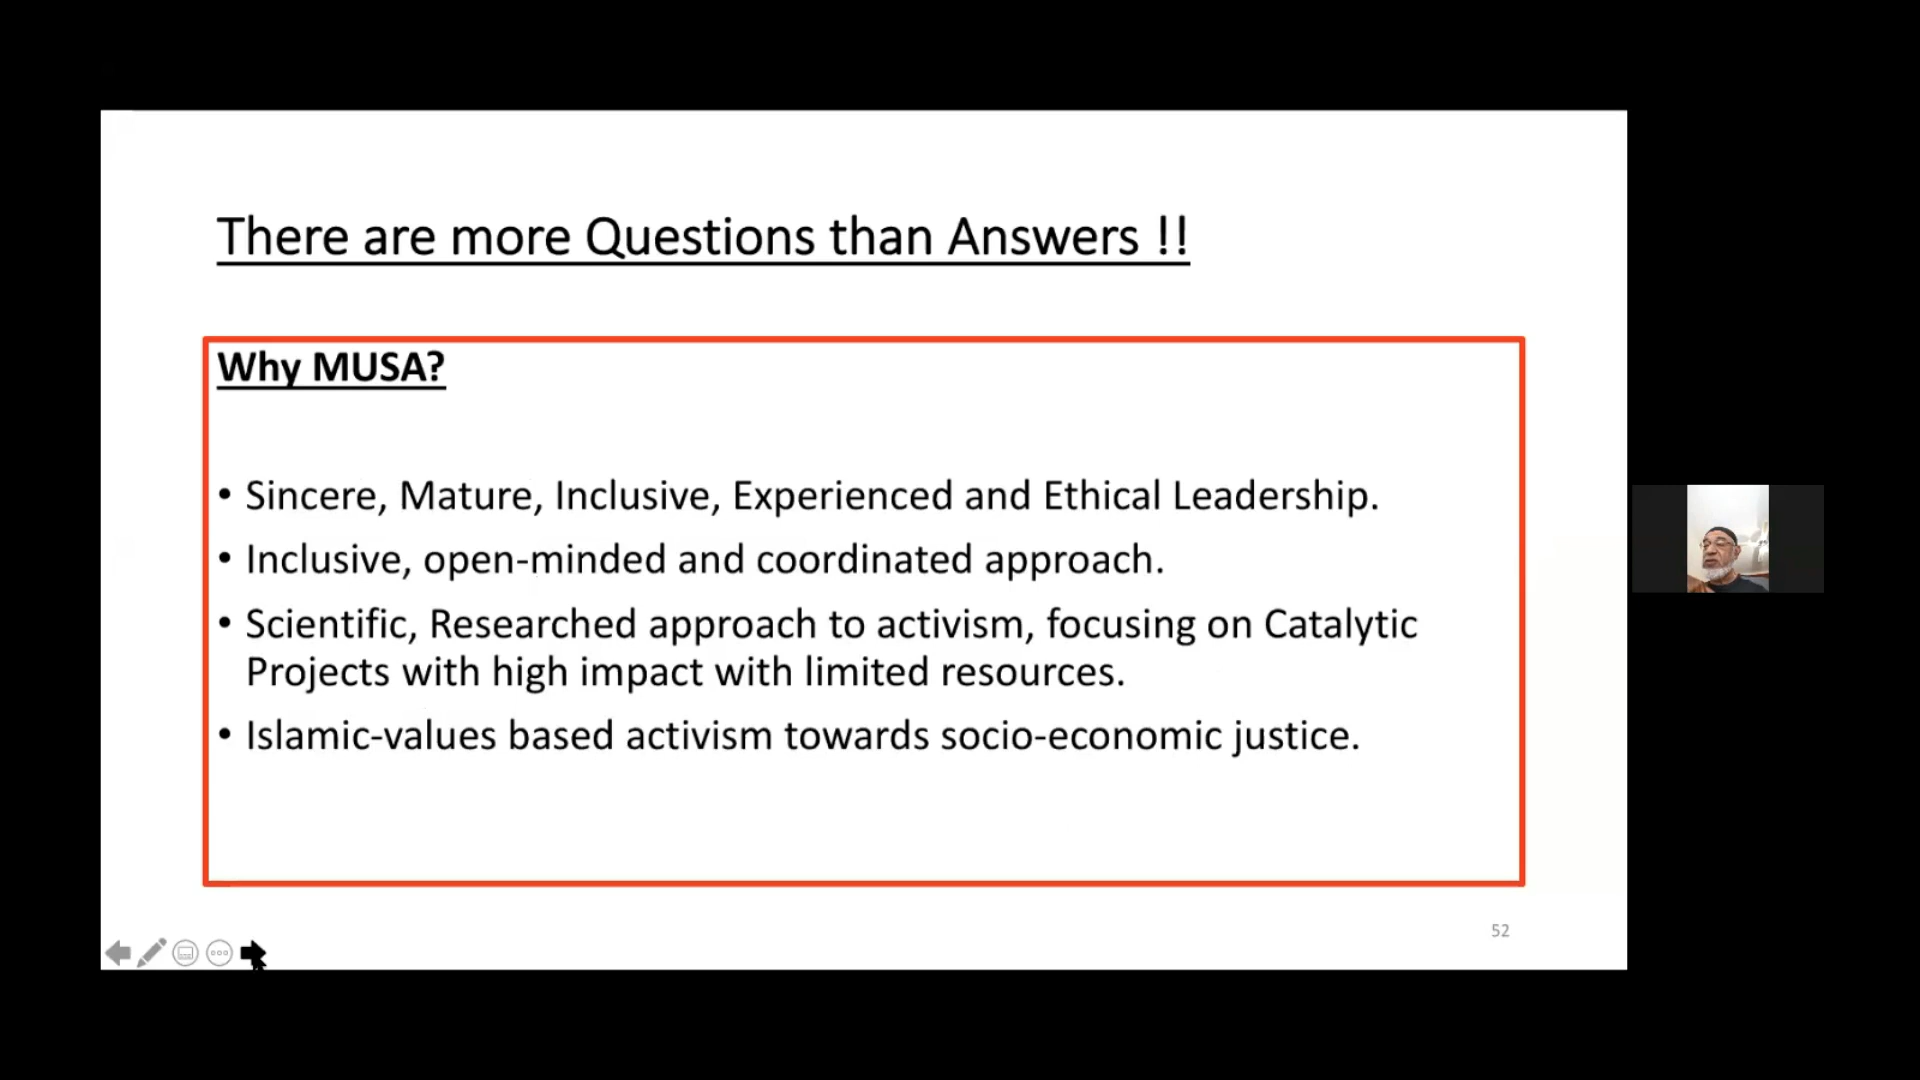 There are more Questions than Answers !!
Why MUSA?
• Sincere, Mature, Inclusive, Experienced and Ethical Leadership.
• Inclusive, open-minded and coordinated approach.
• Scientific, Researched approach to activism, focusing on Catalytic
Projects with high impact with limited resources.
• Islamic-values based activism towards socio-economic justice.
52